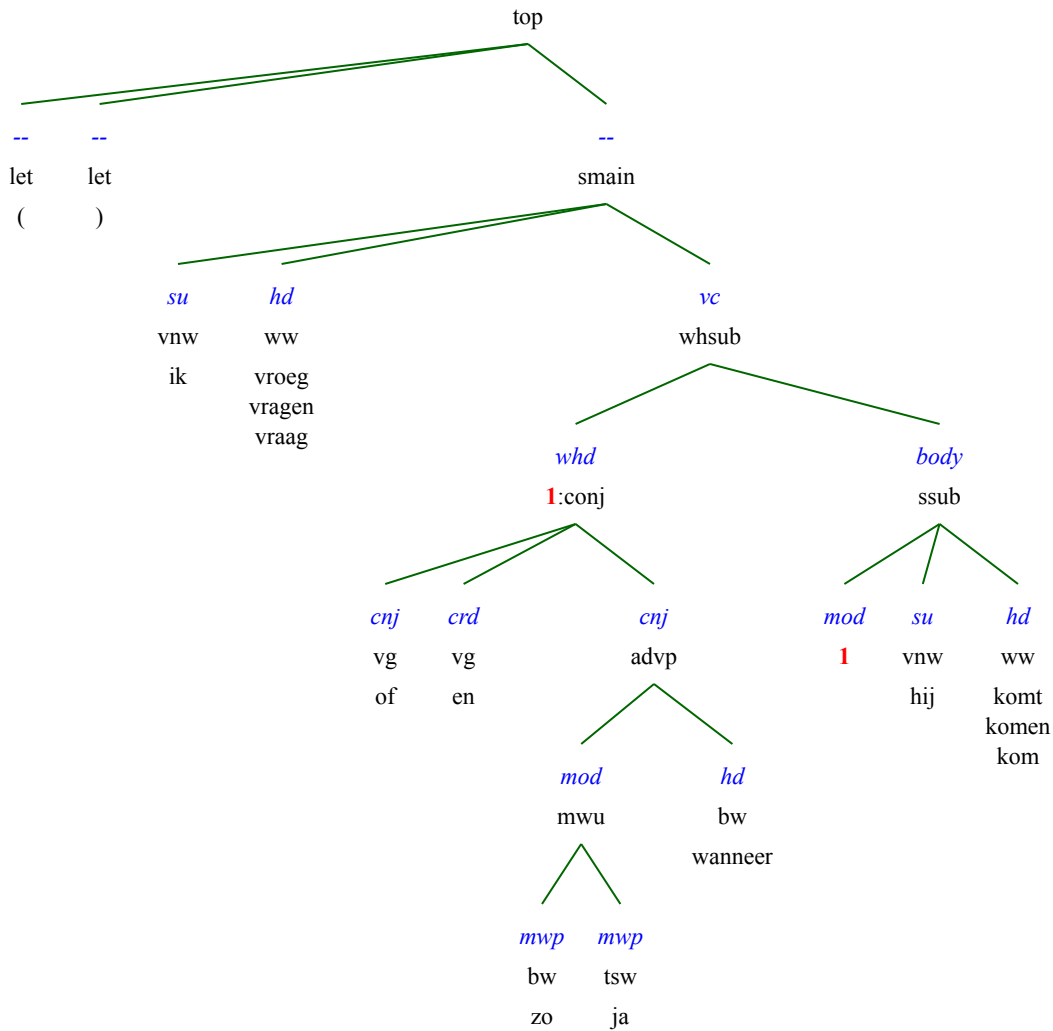 top
-- -- --
let let smain
( )
su hd vc
vnw ww whsub
ik vroeg
vragen
vraag
whd body
1:conj ssub
cnj crd cnj mod su hd
vg vg advp 1 vnw ww
of en hij komt
komen
kom
mod hd
mwu bw
wanneer
mwp mwp
bw tsw
zo ja